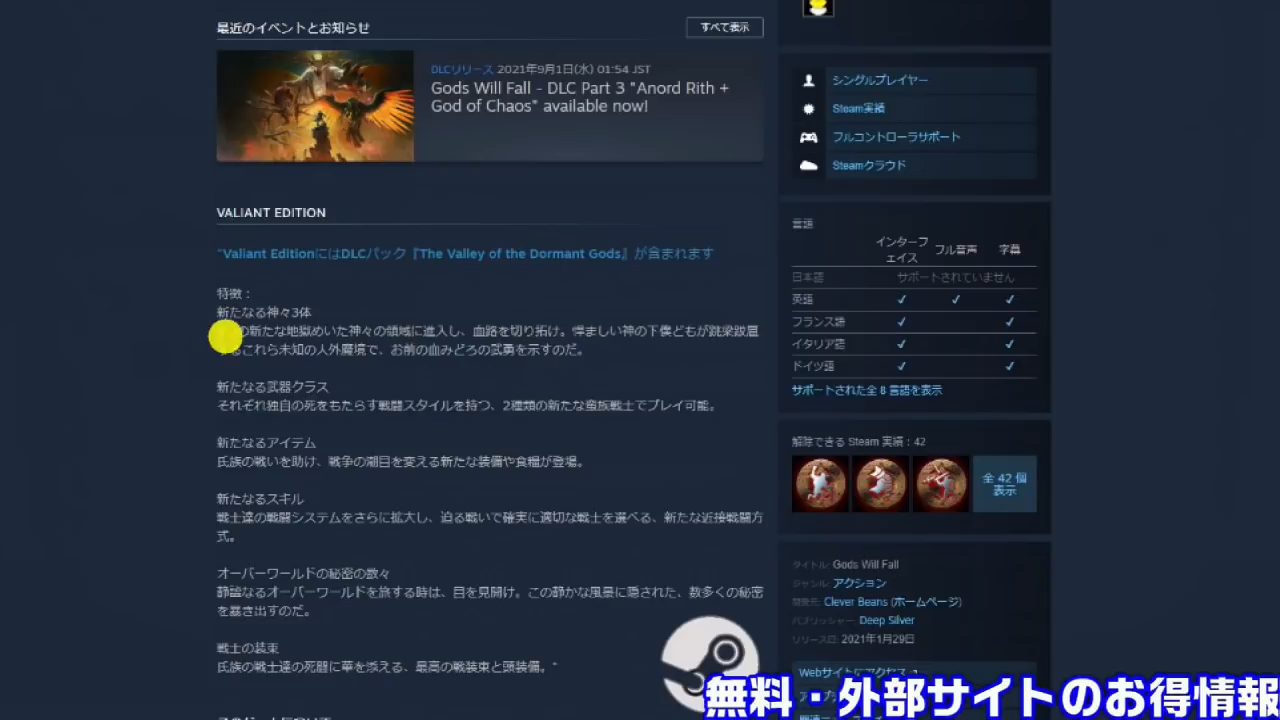 最近のイベントとお知らせ
すべて表示
DLCリリース 2021年9月1日(水) 01:54 JST
Gods Will Fall - DLC Part 3 "Anord Rith +
God of Chaos" available now!
VALIANT EDITION
"Valiant EditionにはDLCパック『The Valley of the Dormant Gods』が含まれます
特徴：
新たなる神々3体
の新たな地獄めいた神々の領域に進入し、血路を切り拓け。悍ましい神の下僕どもが跳梁跋扈
るこれら未知の人外魔境で、お前の血みどろの武勇を示すのだ。
新たなる武器クラス
それぞれ独自の死をもたらす戦闘スタイルを持つ、2種類の新たな蛮族戦士でプレイ可能。
新たなるアイテム
氏族の戦いを助け、戦争の潮目を変える新たな装備や食糧が登場。
新たなるスキル
戦士達の戦闘システムをさらに拡大し、迫る戦いで確実に適切な戦士を選べる、新たな近接戦闘方
式。
オーバーワールドの秘密の数々
静謐なるオーバーワールドを旅する時は、目を見開け。この静かな風景に隠された、数多くの秘密
を暴き出すのだ。
戦士の装束
氏族の戦士達の死闘に華を添える、最高の戦装束と頭装備。"
シングルプレイヤー
Steam実績
フルコントローラサポート
Steamクラウド
言語
インターフェイス フル音声 字幕
日本語 サポートされていません
英語 ✓ ✓ ✓
フランス語 ✓ ✓
イタリア語 ✓ ✓
ドイツ語 ✓ ✓
サポートされた全 8 言語を表示
解除できる Steam 実績：42
全 42 個
表示
タイトル: Gods Will Fall
ジャンル: アクション
開発元: Clever Beans (ホームページ)
パブリッシャー: Deep Silver
リリース日: 2021年1月29日
Webサイトにアクセス
無料・外部サイトのお得情報